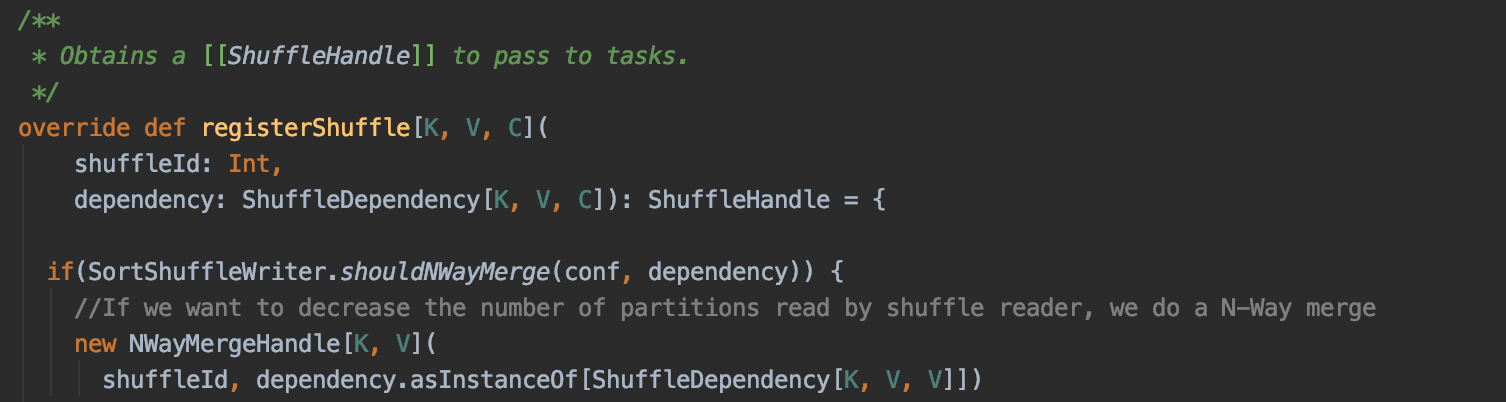 /**
* Obtains a [[ShuffleHandle]] to pass to tasks.
*/
override def registerShuffle[K, V, C](
shuffleId: Int,
dependency: ShuffleDependency[K, V, C]): ShuffleHandle = {
if(SortShuffleWriter.shouldNWayMerge(conf, dependency)) {
//If we want to decrease the number of partitions read by shuffle reader, we do a N-Way merge
new NWayMergeHandle[K, V](
shuffleId, dependency.asInstanceOf[ShuffleDependency[K, V, V]])